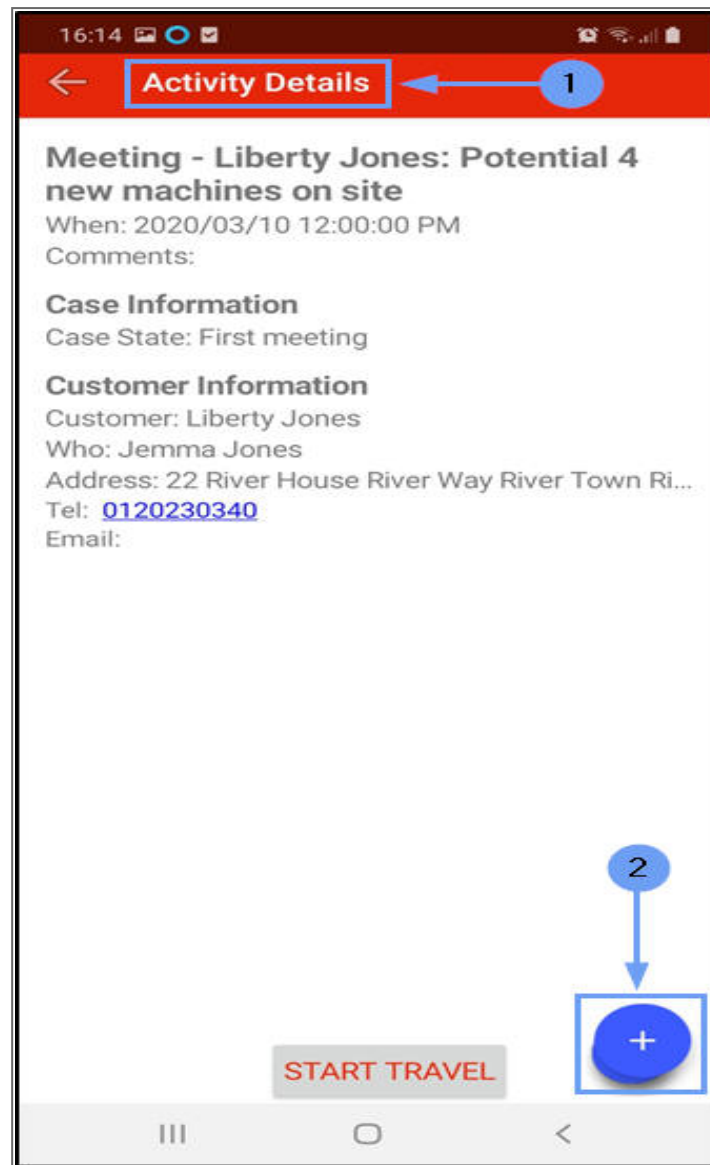 16:14
Activity Details
1
Meeting - Liberty Jones: Potential 4
new machines on site
When: 2020/03/10 12:00:00 PM
Comments:
Case Information
Case State: First meeting
Customer Information
Customer: Liberty Jones
Who: Jemma Jones
Address: 22 River House River Way River Town Ri...
Tel: 0120230340
Email:
2
+
START TRAVEL